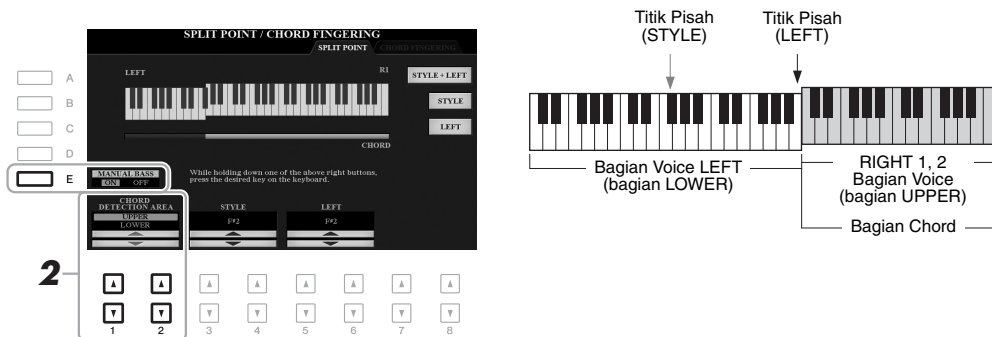 SPLIT POINT / CHORD FINGERING
SPLIT POINT
CHORD FINGERING
LEFT
R1
STYLE + LEFT
STYLE
LEFT
CHORD
A
B
C
D
E
MANUAL BASS
ON OFF
While holding down one of the above right buttons,
press the desired key on the keyboard.
CHORD
DETECTION AREA
UPPER
LOWER
STYLE
F#2
LEFT
F#2
2
1 2 3 4 5 6 7 8
Titik Pisah
(STYLE)
Titik Pisah
(LEFT)
Bagian Voice LEFT
(bagian LOWER)
RIGHT 1, 2
Bagian Voice
(bagian UPPER)
Bagian Chord